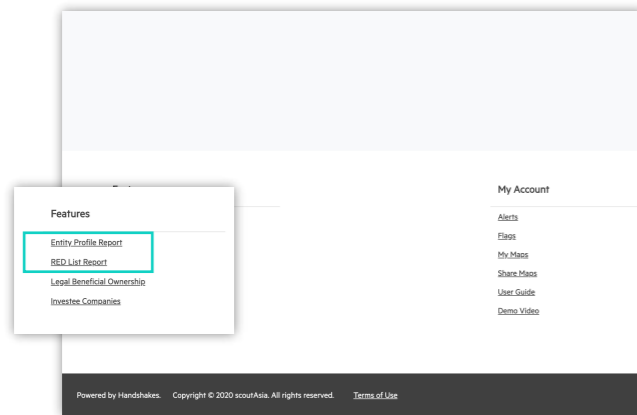 Features
Entity Profile Report
RED List Report
Legal Beneficial Ownership
Investee Companies
My Account
Alerts
Flags
My Maps
Share Maps
User Guide
Demo Video
Powered by Handshakes. Copyright © 2020 scoutAsia. All rights reserved. Terms of Use